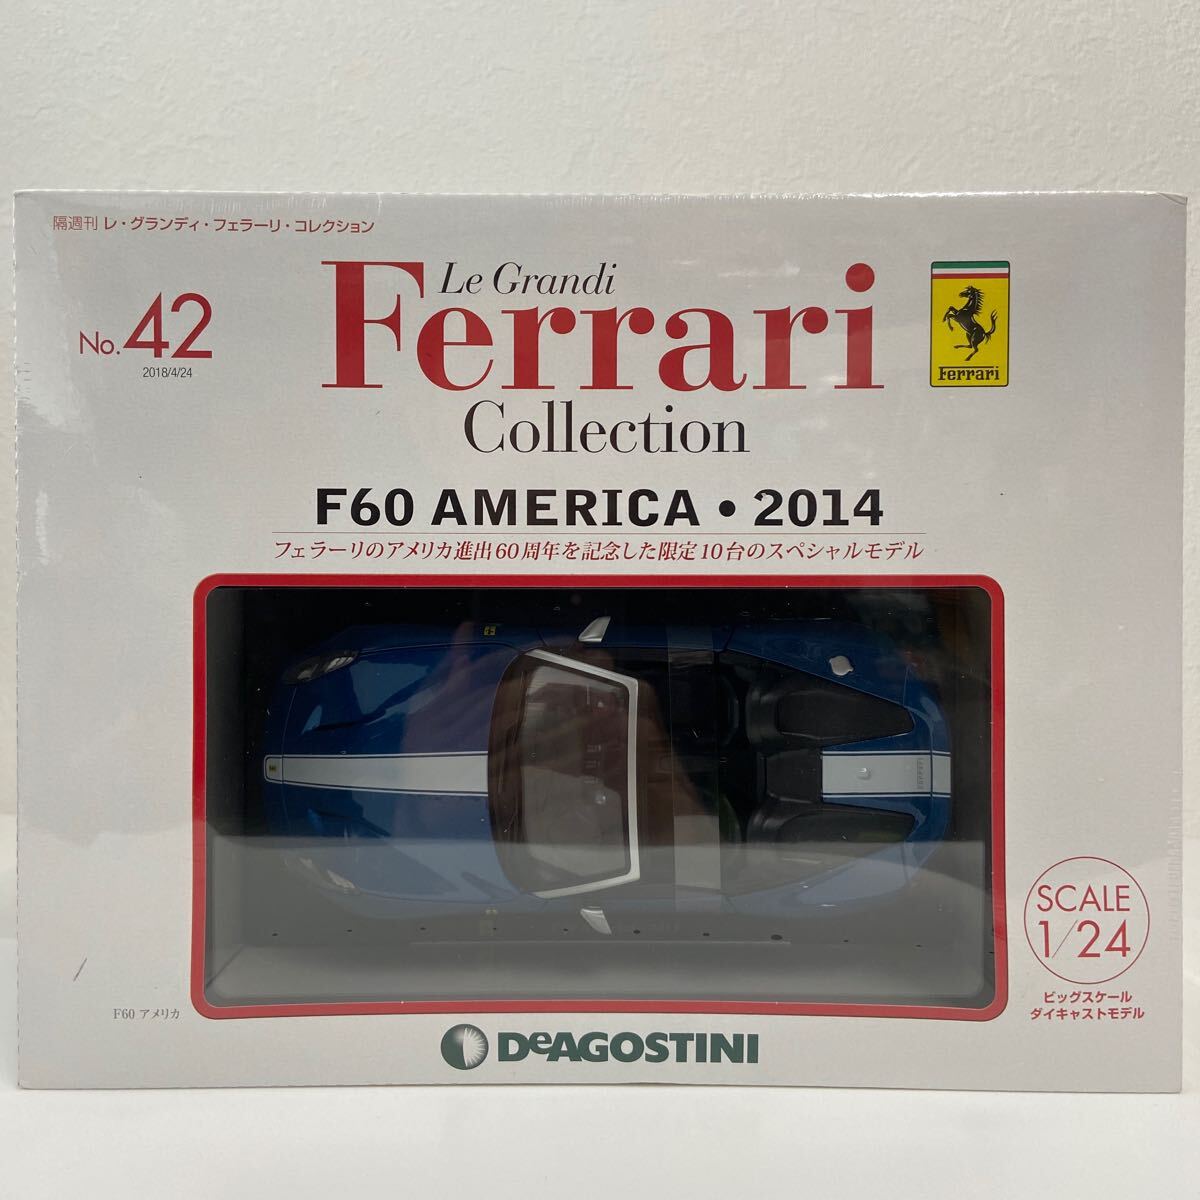 隔週刊 レ・グランディ・フェラーリ・コレクション
No.42
2018/4/24
Le Grandi
Ferrari
Collection
Ferrari
F60 AMERICA • 2014
フェラーリのアメリカ進出60周年を記念した限定10台のスペシャルモデル
SCALE
1/24
ビッグスケール
ダイキャストモデル
F60 アメリカ
DeAGOSTINI